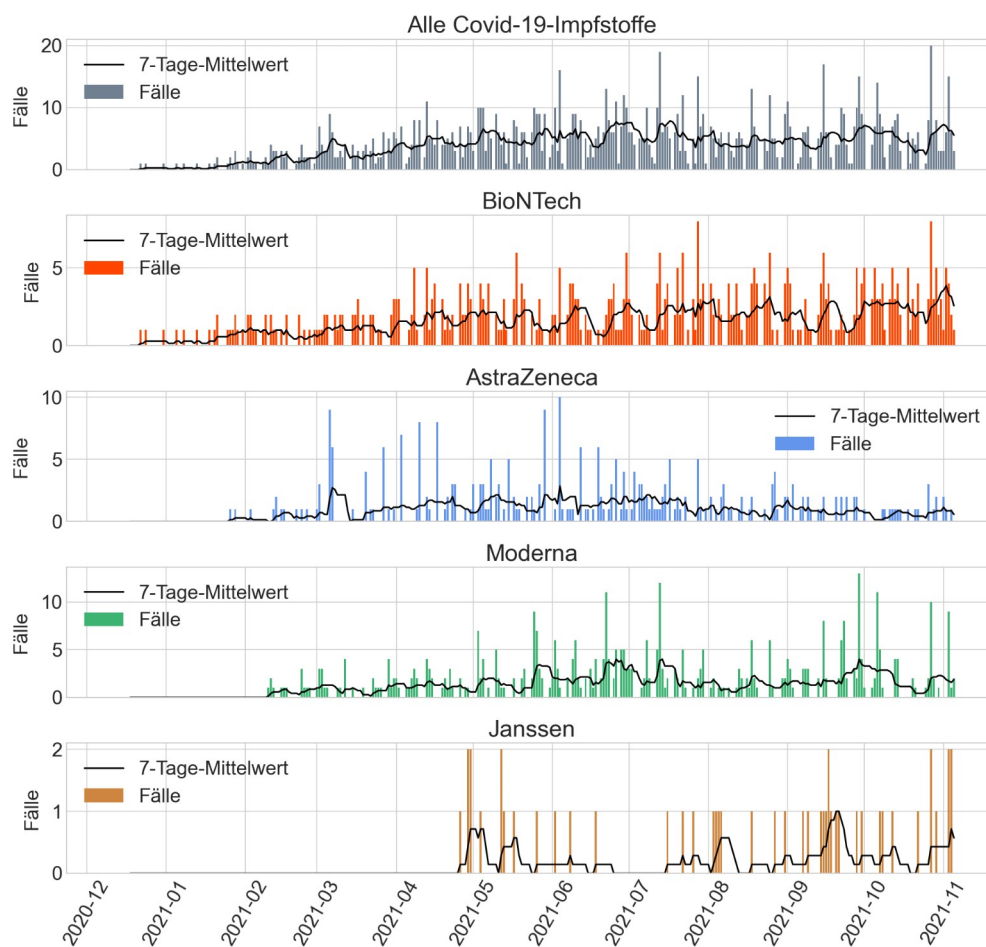 Alle Covid-19-Impfstoffe
20
10
0
Fälle
7-Tage-Mittelwert
Fälle
BioNTech
5
0
Fälle
7-Tage-Mittelwert
Fälle
AstraZeneca
10
5
0
Fälle
7-Tage-Mittelwert
Fälle
Moderna
10
5
0
Fälle
7-Tage-Mittelwert
Fälle
Janssen
2
1
0
Fälle
7-Tage-Mittelwert
Fälle
2020-12
2021-01
2021-02
2021-03
2021-04
2021-05
2021-06
2021-07
2021-08
2021-09
2021-10
2021-11